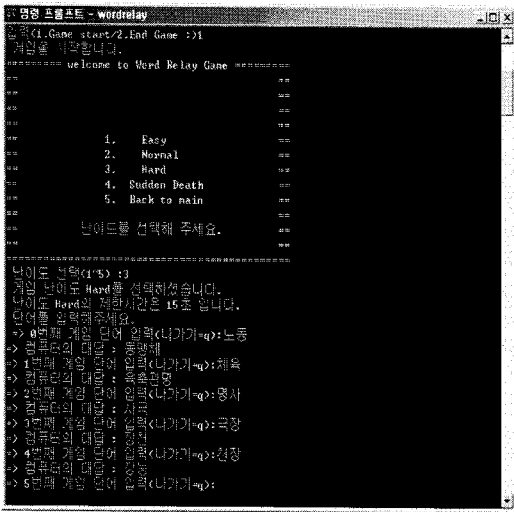 명령 프롬프트 - wordrelay
입력(1.Game start/2.End Game :)1
게임을 시작합니다.
======== welcome to Word Relay Game =========
== ==
== ==
== ==
== ==
== 1. Easy ==
== 2. Normal ==
== 3. Hard ==
== 4. Sudden Death ==
== 5. Back to main ==
== ==
== 난이도를 선택해 주세요. ==
== ==
=============================================
난이도 선택(1~5) :3
게임 난이도 Hard를 선택하셨습니다.
난이도 Hard의 제한시간은 15초 입니다.
단어를 입력해주세요.
=> 0번째 게임 단어 입력(나가기=q):노동
=> 컴퓨터의 대답 : 동맹체
=> 1번째 게임 단어 입력(나가기=q):체육
=> 컴퓨터의 대답 :
=> 2번째 게임 단어 입력(나가기=q):명사
=> 컴퓨터의 대답 : 사극
=> 3번째 게임 단어 입력(나가기=q):극장
=> 컴퓨터의 대답 : 장천
=> 4번째 게임 단어 입력(나가기=q):천장
=> 컴퓨터의 대답 :
=> 5번째 게임 단어 입력(나가기=q):